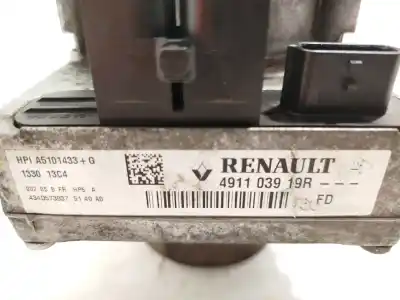 HPI A5101433+G
1330 13C4
RENAULT
4911 039 19R - - -
FD